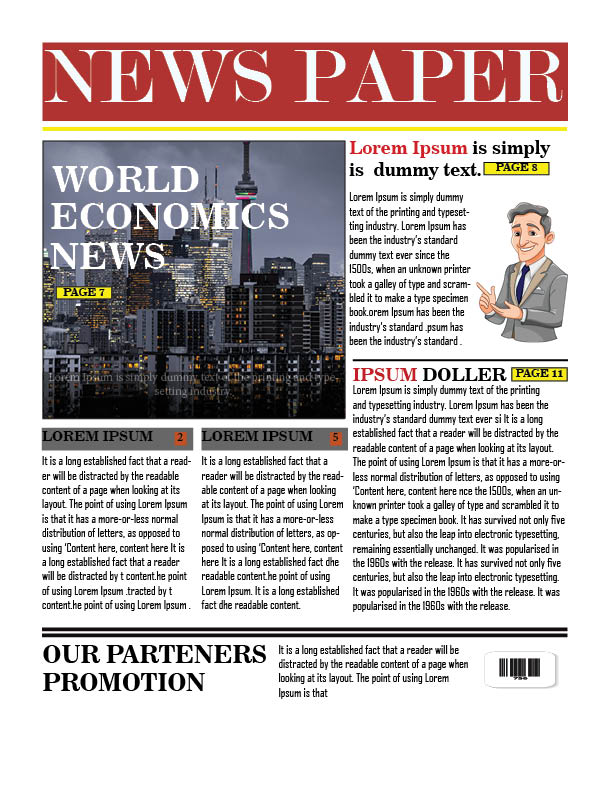 NEWS PAPER
WORLD
ECONOMICS
NEWS
PAGE 7
Lorem Ipsum is simply dummy text of the printing and type-
setting industry.
Lorem Ipsum is simply
is dummy text. PAGE 8
Lorem Ipsum is simply dummy
text of the printing and typeset-
ting industry. Lorem Ipsum has
been the industry's standard
dummy text ever since the
1500s, when an unknown printer
took a galley of type and scram-
bled it to make a type specimen
book.orem Ipsum has been the
industry's standard .psum has
been the industry's standard .
IPSUM DOLLER PAGE 11
Lorem Ipsum is simply dummy text of the printing
and typesetting industry. Lorem Ipsum has been the
industry's standard dummy text ever si It is a long
established fact that a reader will be distracted by the
readable content of a page when looking at its layout.
The point of using Lorem Ipsum is that it has a more-or-
less normal distribution of letters, as opposed to using
'Content here, content here nce the 1500s, when an un-
known printer took a galley of type and scrambled it to
make a type specimen book. It has survived not only five
centuries, but also the leap into electronic typesetting,
remaining essentially unchanged. It was popularised in
the 1960s with the release. It has survived not only five
centuries, but also the leap into electronic typesetting.
It was popularised in the 1960s with the release. It was
popularised in the 1960s with the release.
LOREM IPSUM 2
It is a long established fact that a read-
er will be distracted by the readable
content of a page when looking at its
layout. The point of using Lorem Ipsum
is that it has a more-or-less normal
distribution of letters, as opposed to
using 'Content here, content here It is
a long established fact that a reader
will be distracted by t content.he point
of using Lorem Ipsum .tracted by t
content.he point of using Lorem Ipsum .
LOREM IPSUM 5
It is a long established fact that a
reader will be distracted by the read-
able content of a page when looking
at its layout. The point of using Lorem
Ipsum is that it has a more-or-less
normal distribution of letters, as op-
posed to using 'Content here, content
here It is a long established fact dhe
readable content.he point of using
Lorem Ipsum. It is a long established
fact dhe readable content.
OUR PARTENERS
PROMOTION
It is a long established fact that a reader will be
distracted by the readable content of a page when
looking at its layout. The point of using Lorem
Ipsum is that
756